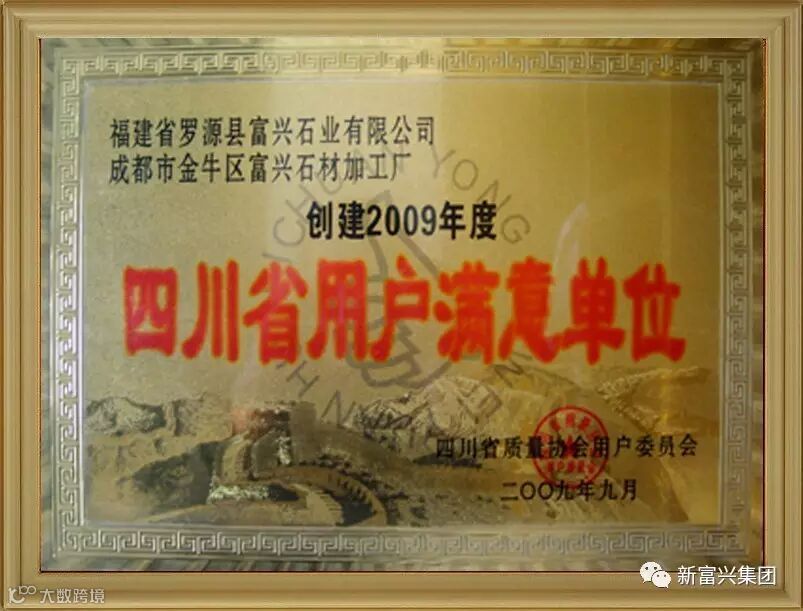 福建省罗源县富兴石业有限公司
成都市金牛区富兴石材加工厂
创建2009年度
四川省用户满意单位
四川省质量协会用户委员会
二〇〇九年九月
新富兴集团
大数跨境